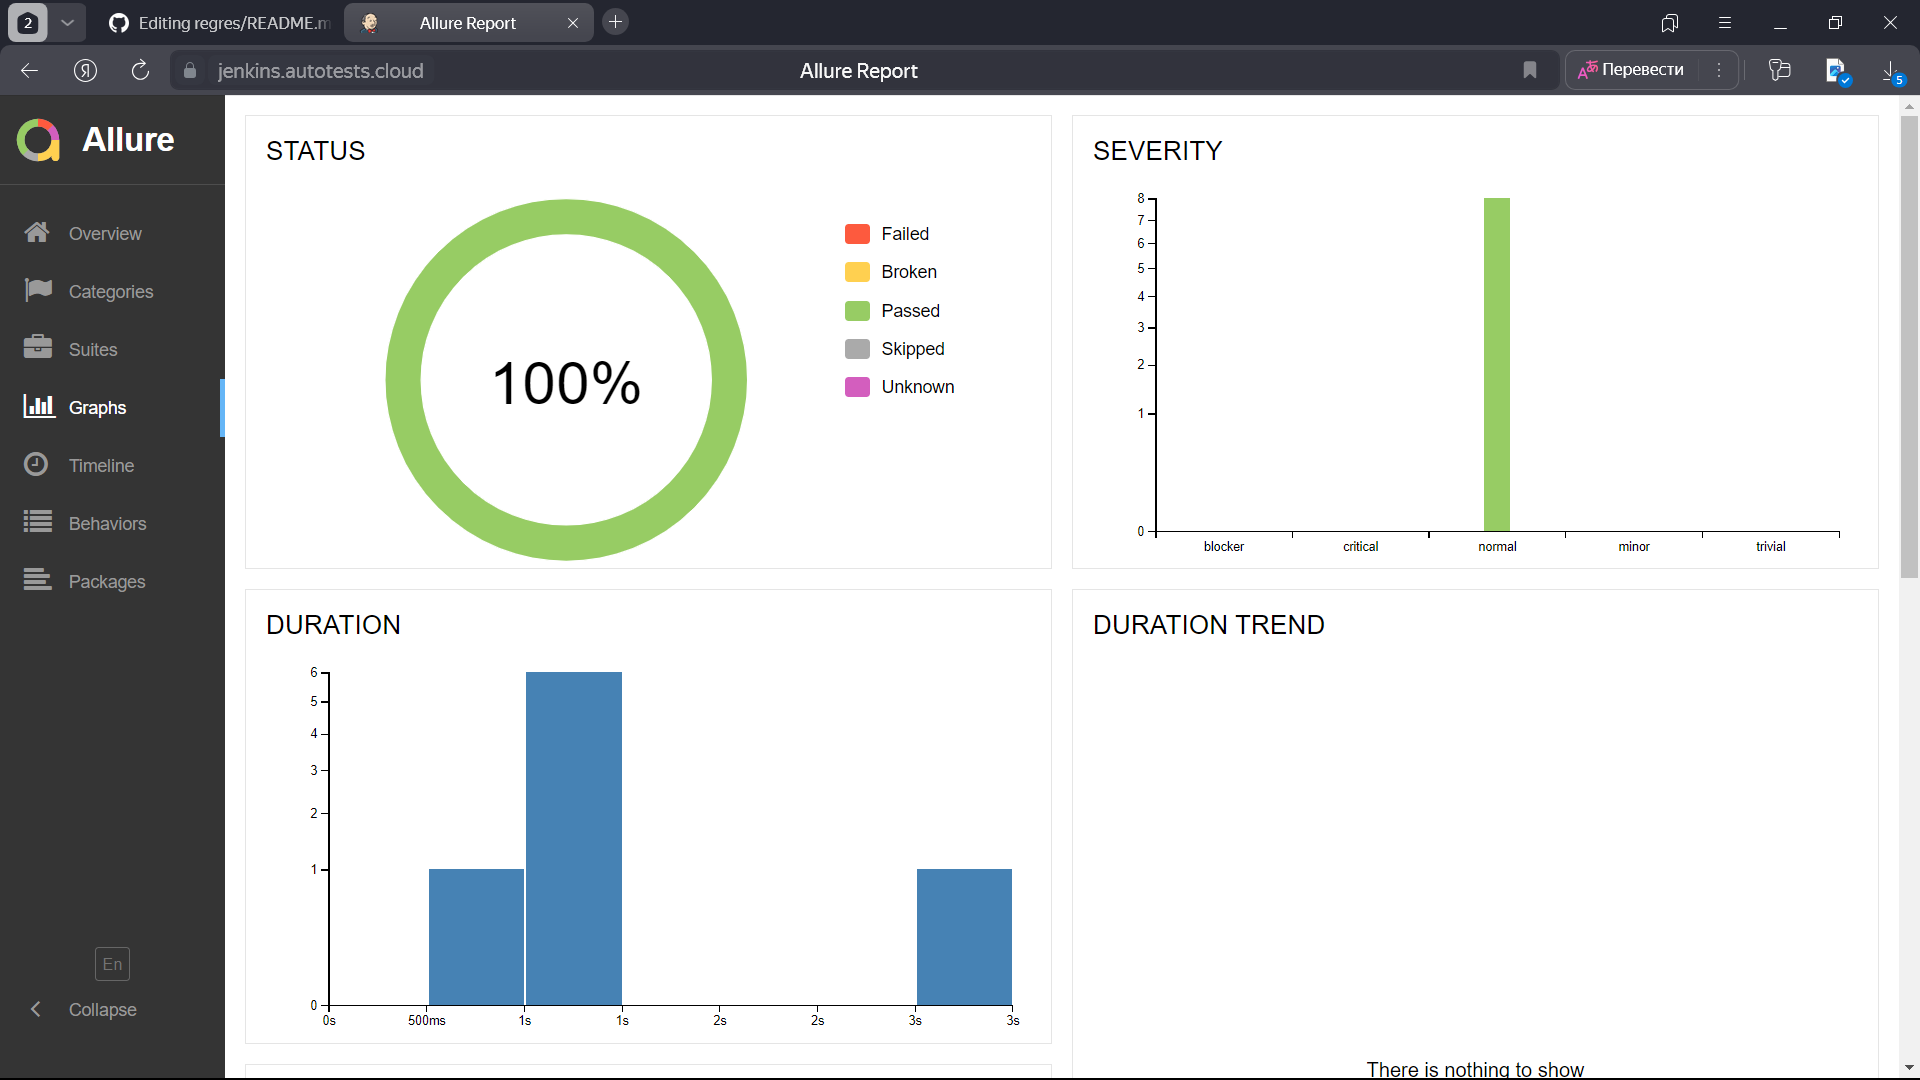 2
Editing regres/README.m
Allure Report
Я
jenkins.autotests.cloud
Allure Report
Перевести
5
Allure
Overview
Categories
Suites
Graphs
Timeline
Behaviors
Packages
En
Collapse
STATUS
100%
Failed
Broken
Passed
Skipped
Unknown
SEVERITY
8
7
6
5
4
3
2
1
0
blocker critical normal minor trivial
DURATION
6
5
4
3
2
1
0
0s 500ms 1s 1s 2s 2s 3s 3s
DURATION TREND
There is nothing to show